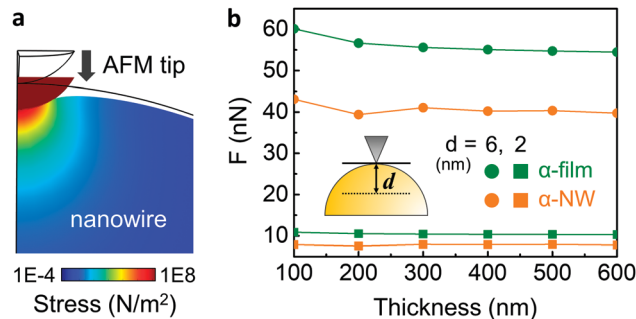 a
AFM tip
nanowire
1E-4 1E8
Stress (N/m²)
b
F (nN)
60
50
40
30
20
10
d = 6, 2
(nm)
α-film
α-NW
d
100 200 300 400 500 600
Thickness (nm)